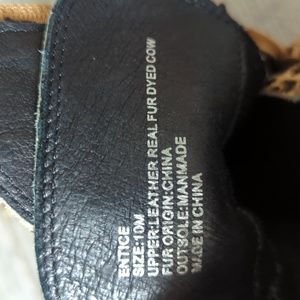 ENTICE
SIZE:10M
UPPER:LEATHER, REAL FUR DYED COW
FUR ORIGIN:CHINA
OUTSOLE:MANMADE
MADE IN CHINA